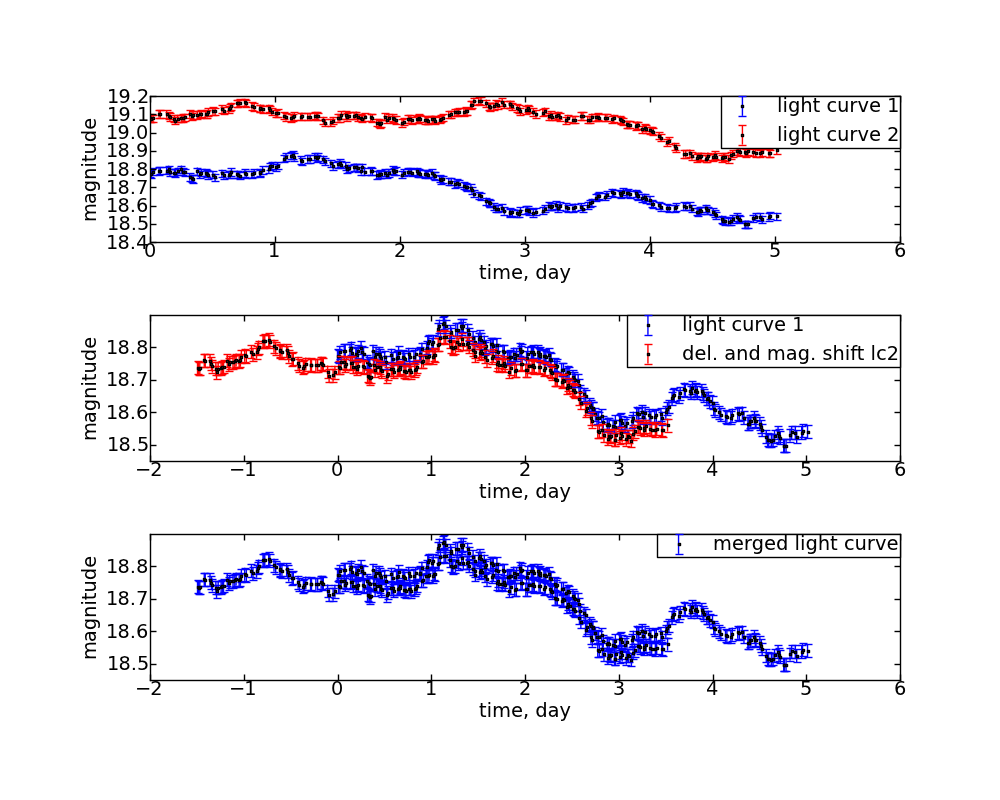 19.2
19.1
19.0
18.9
18.8
18.7
18.6
18.5
18.4
magnitude
light curve 1
light curve 2
0 1 2 3 4 5 6
time, day
18.8
18.7
18.6
18.5
magnitude
light curve 1
del. and mag. shift lc2
−2 −1 0 1 2 3 4 5 6
time, day
18.8
18.7
18.6
18.5
magnitude
merged light curve
−2 −1 0 1 2 3 4 5 6
time, day